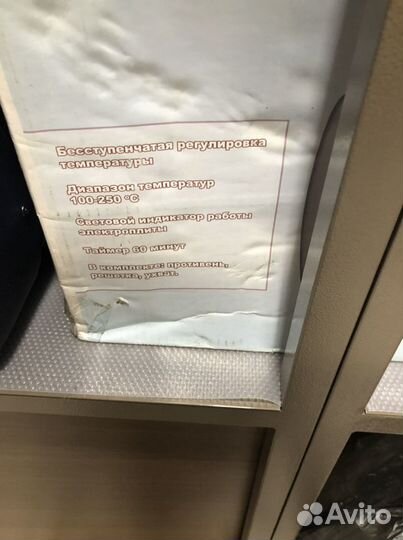 Бесступенчатая регулировка
температуры
Диапазон температур
100-250 °С
Световой индикатор работы
электроплиты
Таймер 60 минут
В комплекте: противень,
решетка, ухват.
Avito